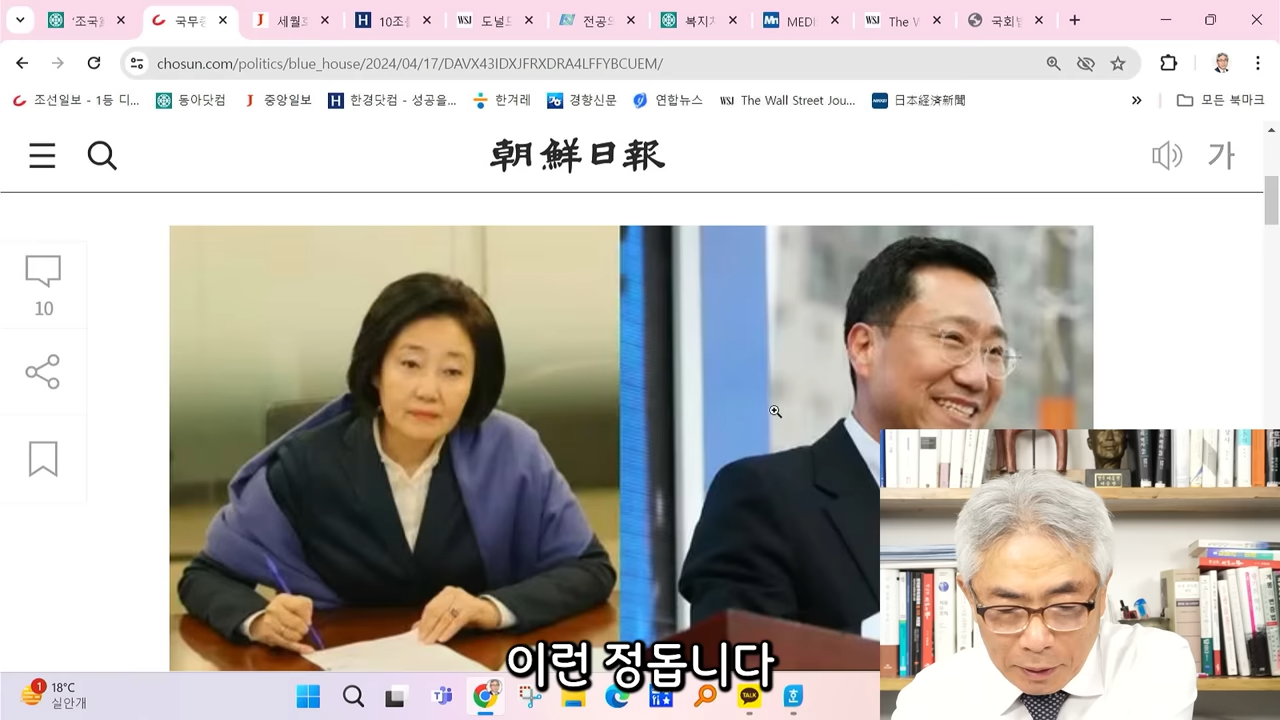 '조국
국무
세월
10조
도널드
전공의
복지
MEDI
The W
국회
chosun.com/politics/blue_house/2024/04/17/DAVX43IDXJFRXDRA4LFFYBCUEM/
조선일보 - 1등 디...
동아닷컴
중앙일보
한경닷컴 - 성공을...
한겨레
경향신문
연합뉴스
The Wall Street Jou...
日本経済新聞
모든 북마크
朝鮮日報
가
10
이런 정돕니다
1
18°C
실안개